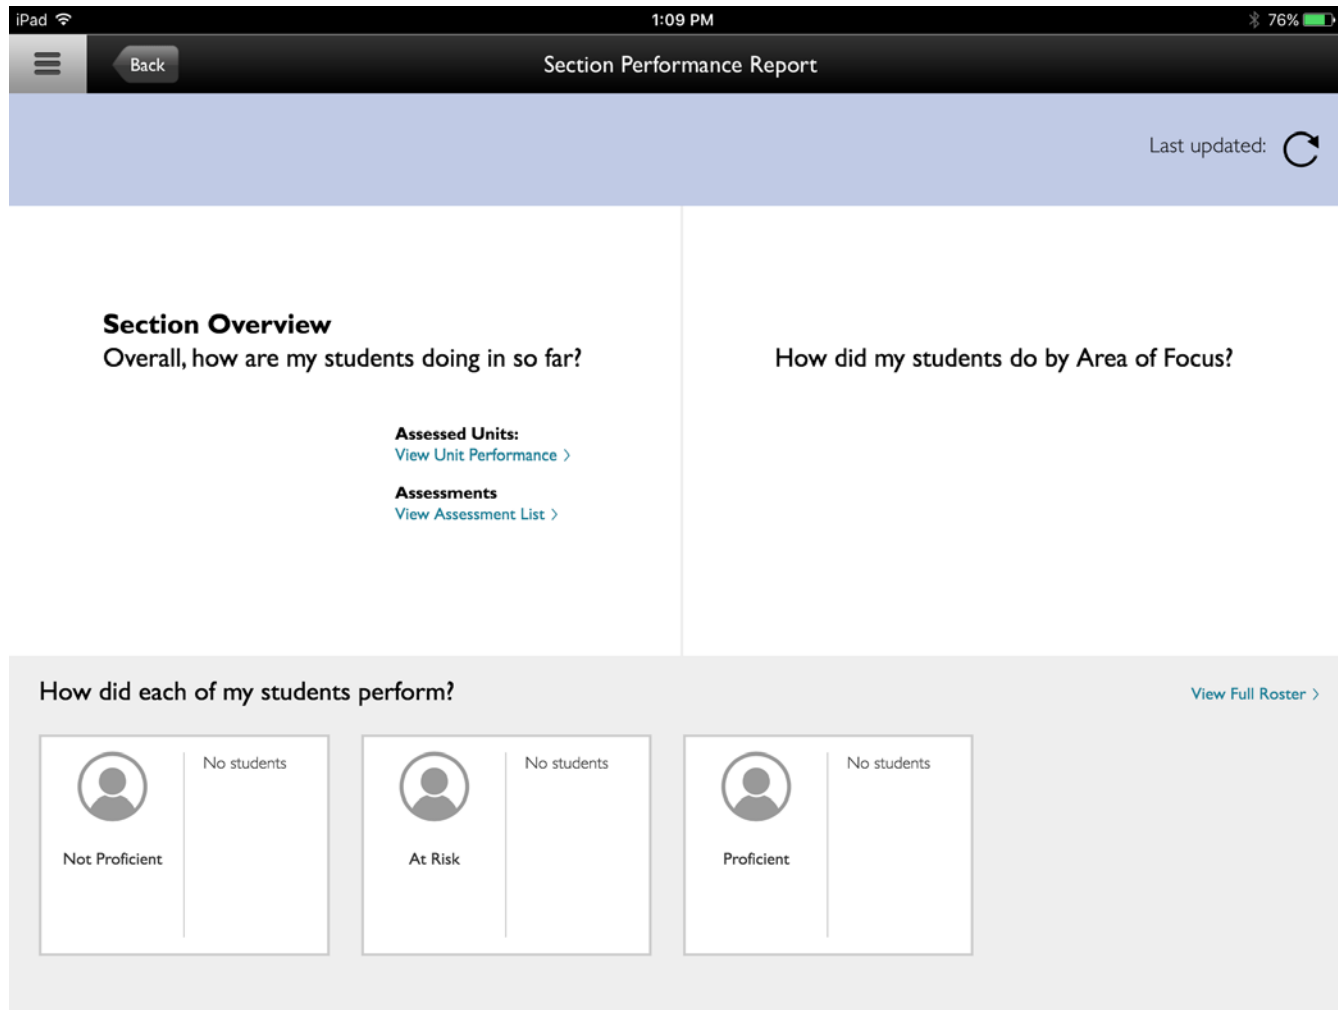 iPad 1:09 PM 76%
Back Section Performance Report
Last updated:
Section Overview
Overall, how are my students doing in so far?
Assessed Units:
View Unit Performance >
Assessments
View Assessment List >
How did my students do by Area of Focus?
How did each of my students perform?
View Full Roster >
Not Proficient
No students
At Risk
No students
Proficient
No students